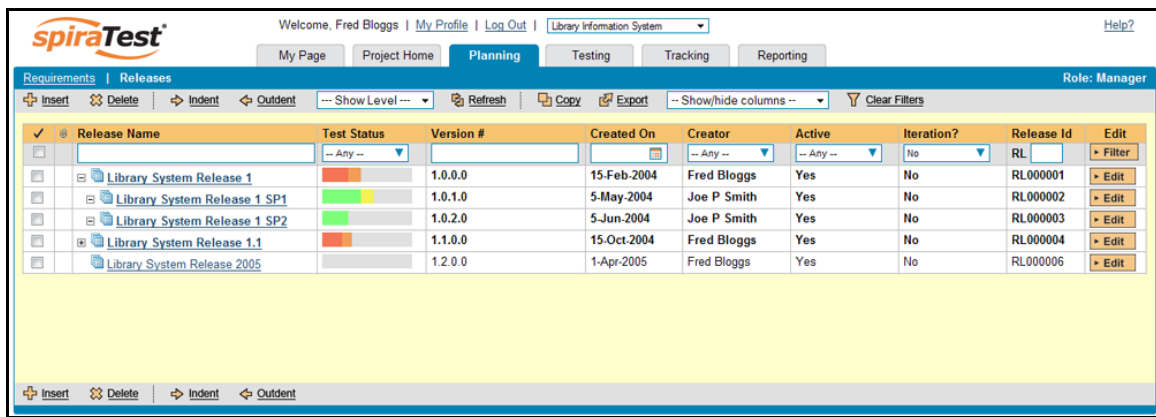 spiraTest
Welcome, Fred Bloggs | My Profile | Log Out | Library Information System Help?
My Page Project Home Planning Testing Tracking Reporting
Requirements | Releases Role: Manager
Insert Delete Indent Outdent --- Show Level --- Refresh Copy Export -- Show/hide columns -- Clear Filters
Release Name Test Status Version # Created On Creator Active Iteration? Release Id Edit
-- Any -- -- Any -- -- Any -- No RL Filter
Library System Release 1 1.0.0.0 15-Feb-2004 Fred Bloggs Yes No RL000001 Edit
Library System Release 1 SP1 1.0.1.0 5-May-2004 Joe P Smith Yes No RL000002 Edit
Library System Release 1 SP2 1.0.2.0 5-Jun-2004 Joe P Smith Yes No RL000003 Edit
Library System Release 1.1 1.1.0.0 15-Oct-2004 Fred Bloggs Yes No RL000004 Edit
Library System Release 2005 1.2.0.0 1-Apr-2005 Fred Bloggs Yes No RL000006 Edit
Insert Delete Indent Outdent